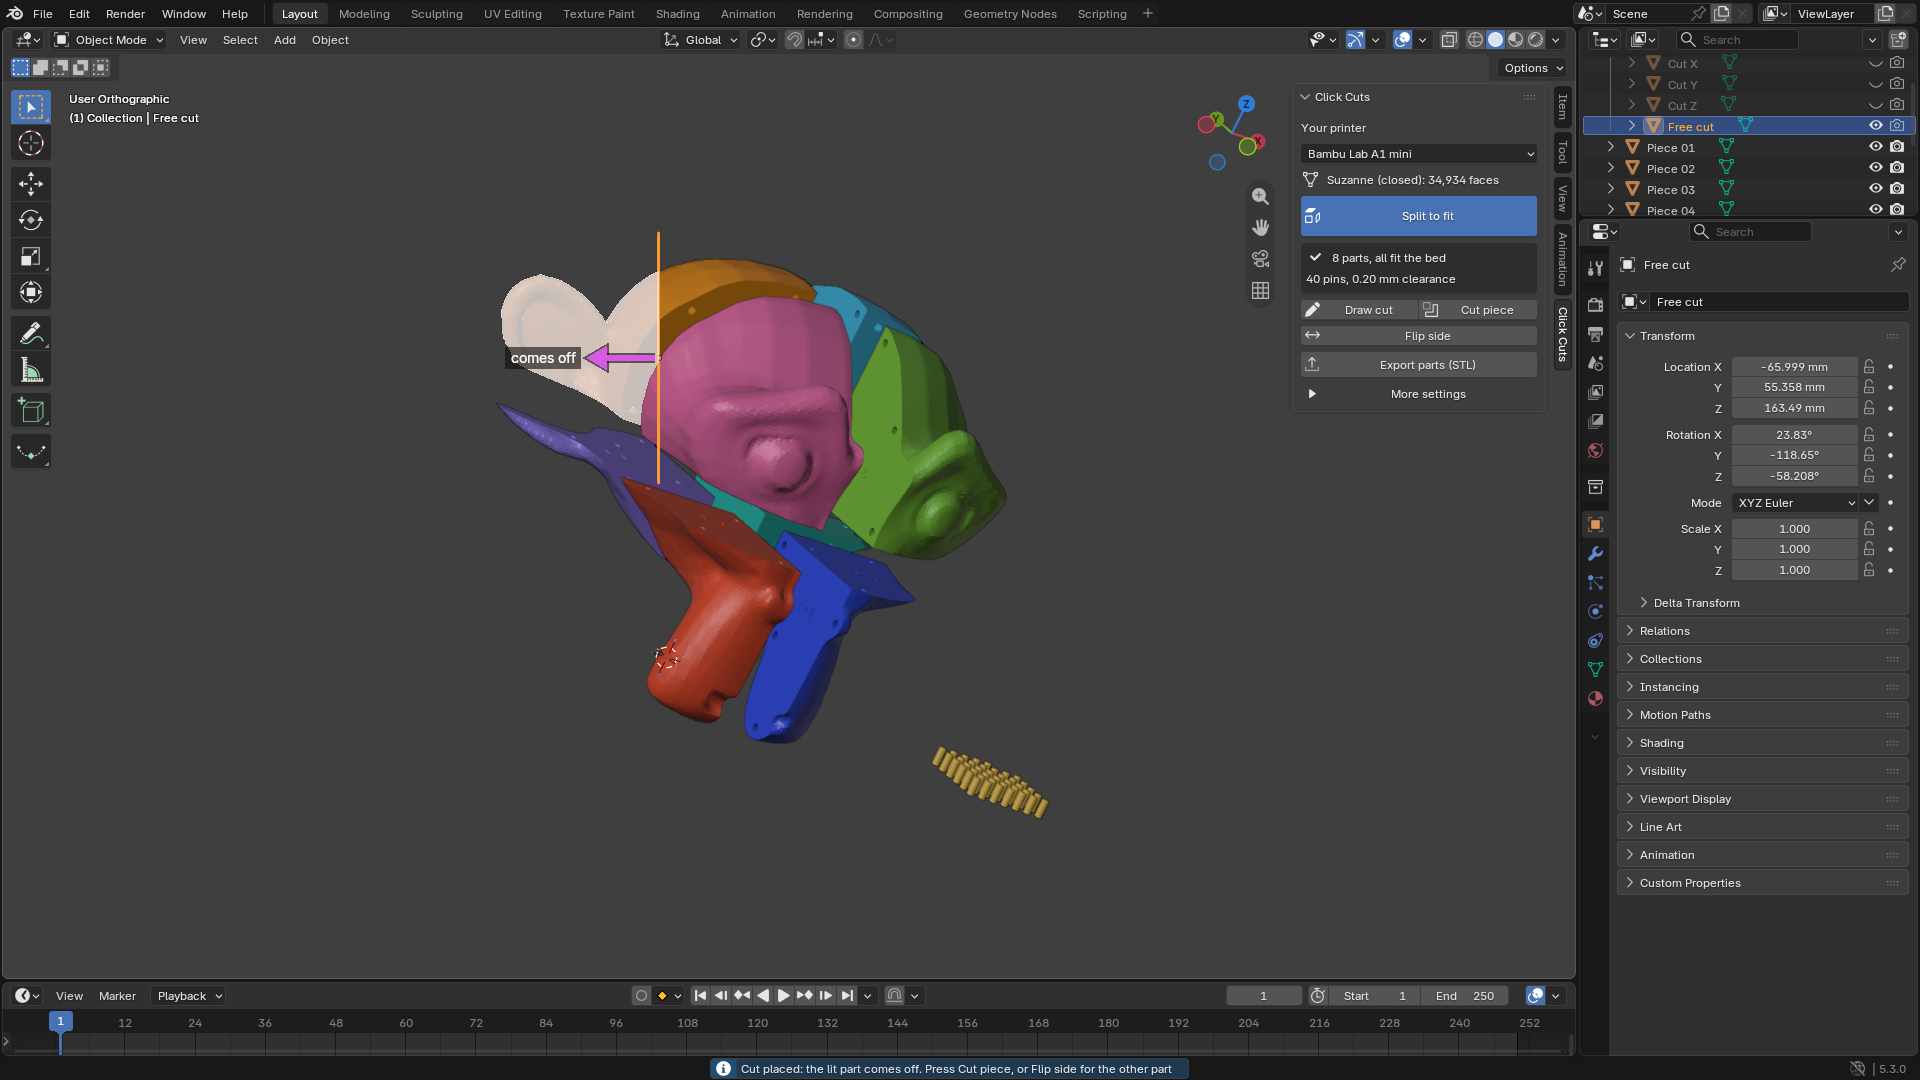 File Edit Render Window Help Layout Modeling Sculpting UV Editing Texture Paint Shading Animation Rendering Compositing Geometry Nodes Scripting + Scene ViewLayer
Object Mode View Select Add Object Global Search
Options
User Orthographic
(1) Collection | Free cut
Z
Y
X
comes off
Click Cuts
Your printer
Bambu Lab A1 mini
Suzanne (closed): 34,934 faces
Split to fit
8 parts, all fit the bed
40 pins, 0.20 mm clearance
Draw cut Cut piece
Flip side
Export parts (STL)
More settings
Item
Tool
View
Animation
Click Cuts
Cut X
Cut Y
Cut Z
Free cut
Piece 01
Piece 02
Piece 03
Piece 04
Search
Free cut
Free cut
Transform
Location X -65.999 mm
Y 55.358 mm
Z 163.49 mm
Rotation X 23.83°
Y -118.65°
Z -58.208°
Mode XYZ Euler
Scale X 1.000
Y 1.000
Z 1.000
Delta Transform
Relations
Collections
Instancing
Motion Paths
Shading
Visibility
Viewport Display
Line Art
Animation
Custom Properties
View Marker Playback 1 Start 1 End 250
1 12 24 36 48 60 72 84 96 108 120 132 144 156 168 180 192 204 216 228 240 252
Cut placed: the lit part comes off. Press Cut piece, or Flip side for the other part
5.3.0